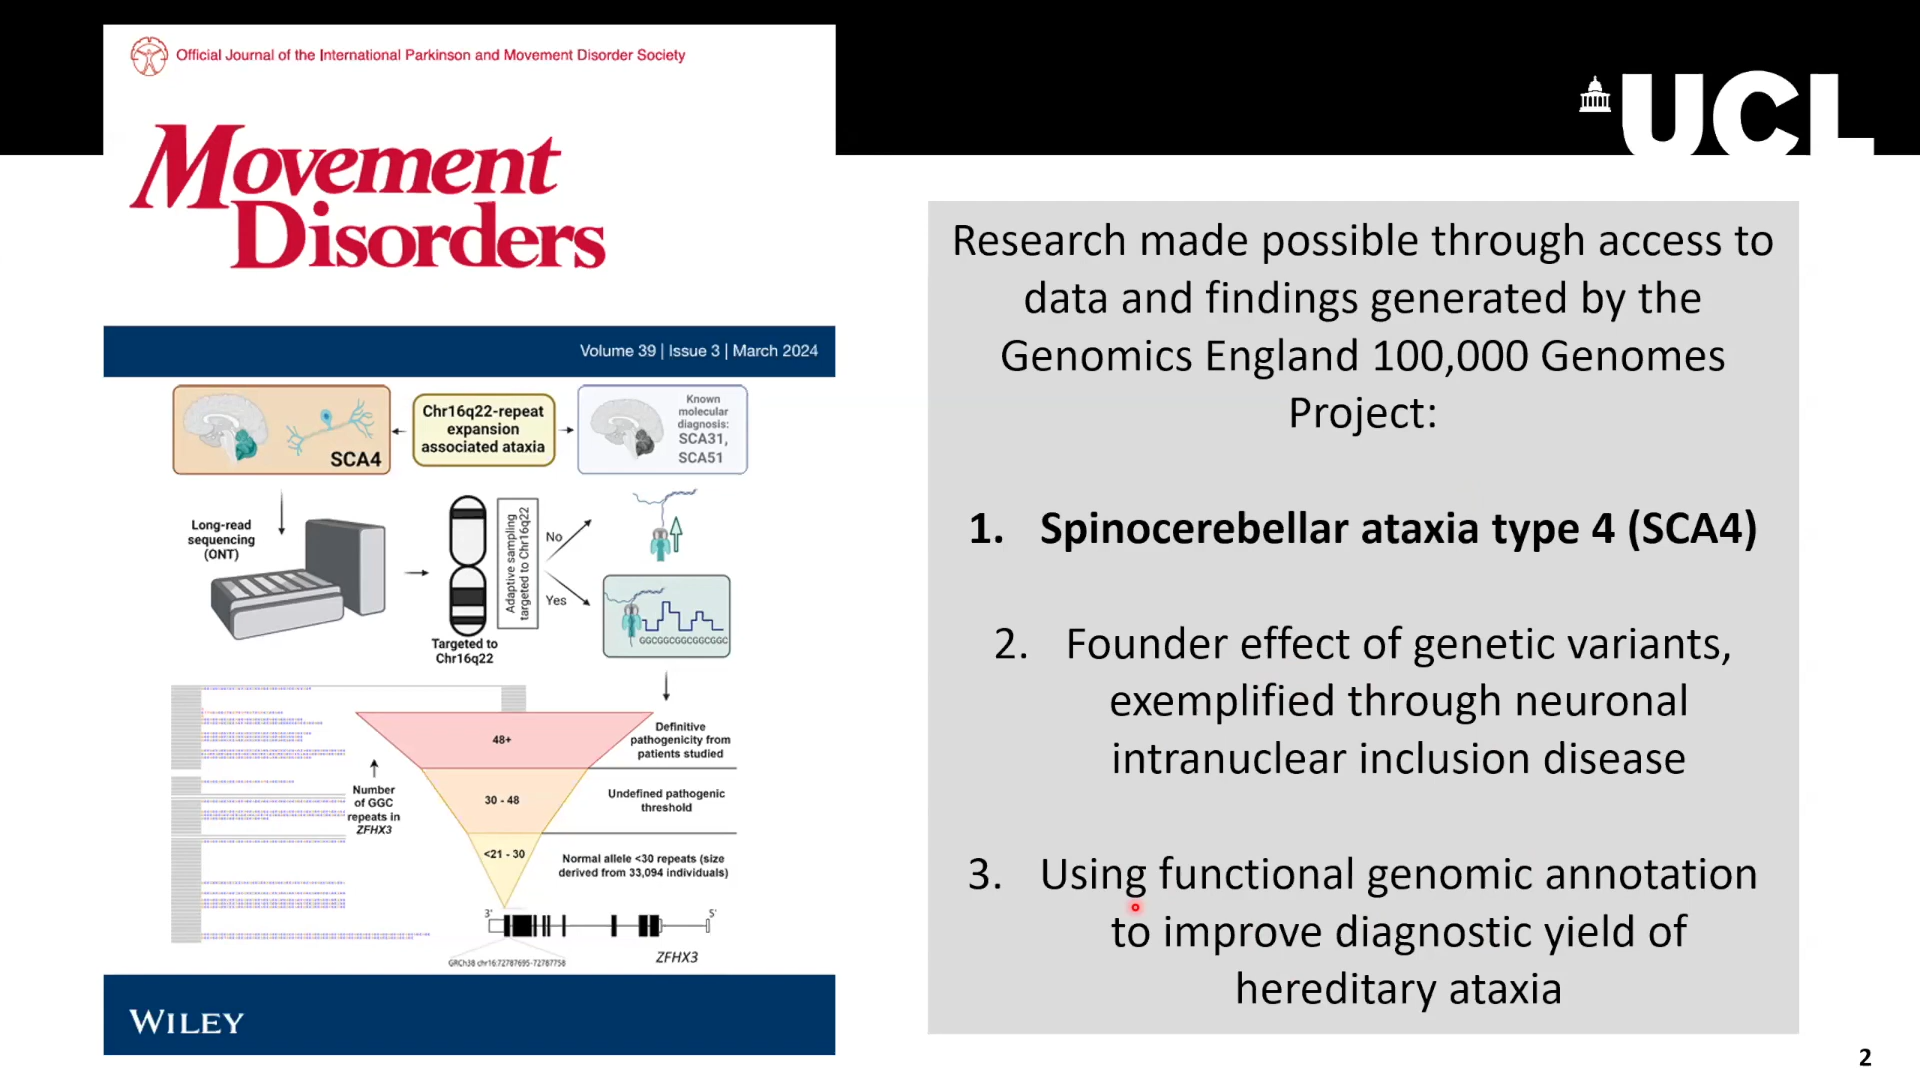 Official Journal of the International Parkinson and Movement Disorder Society
Movement
Disorders
Volume 39 | Issue 3 | March 2024
SCA4
Chr16q22-repeat
expansion
associated ataxia
Known
molecular
diagnosis:
SCA31,
SCA51
Long-read
sequencing
(ONT)
Targeted to
Chr16q22
Adaptive sampling
targeted to Chr16q22
No
Yes
GGCGGCGGCGGCGGC
48+
Definitive
pathogenicity from
patients studied
30 - 48
Undefined pathogenic
threshold
<21 - 30
Normal allele <30 repeats (size
derived from 33,094 individuals)
Number
of GGC
repeats in
ZFHX3
3'
5'
GRCh38 chr16:72787695-72787758
ZFHX3
WILEY
UCL
Research made possible through access to
data and findings generated by the
Genomics England 100,000 Genomes
Project:
1. Spinocerebellar ataxia type 4 (SCA4)
2. Founder effect of genetic variants,
exemplified through neuronal
intranuclear inclusion disease
3. Using functional genomic annotation
to improve diagnostic yield of
hereditary ataxia
2